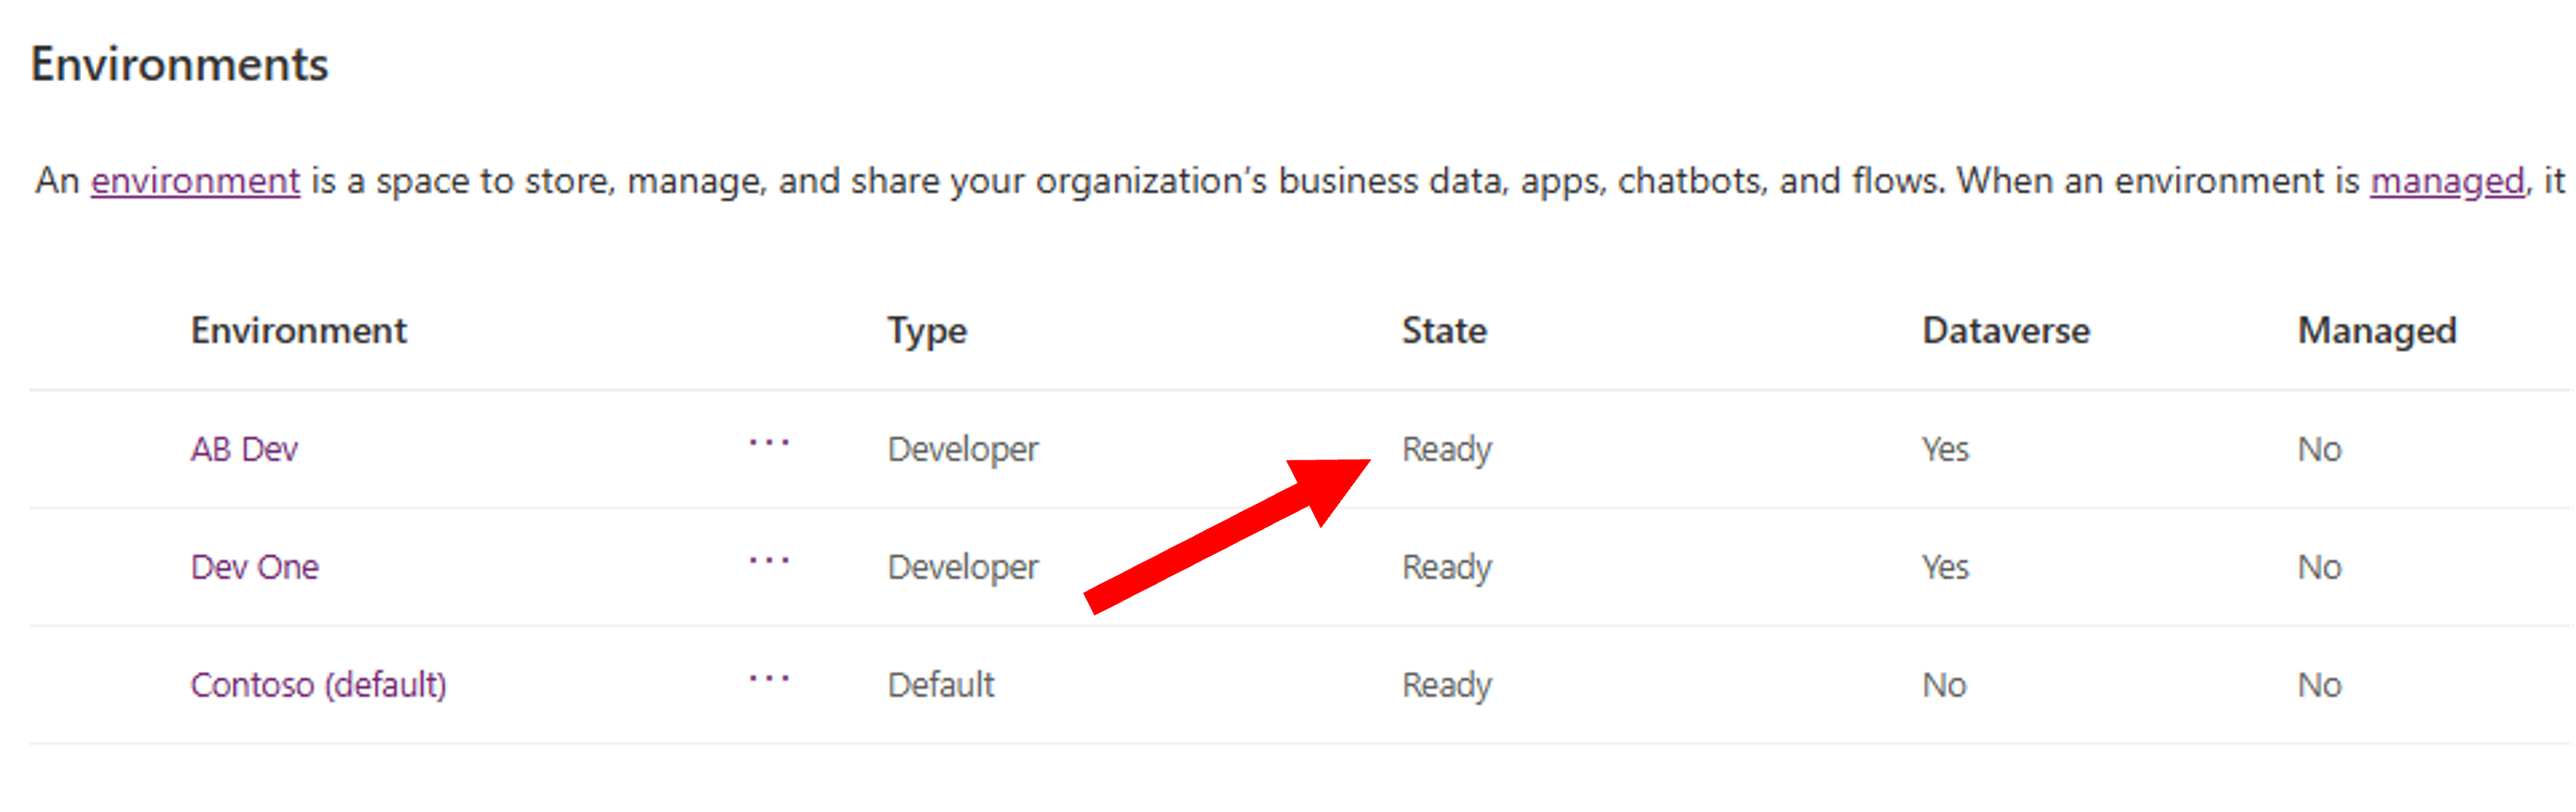 Environments
An environment is a space to store, manage, and share your organization's business data, apps, chatbots, and flows. When an environment is managed, it
Environment Type State Dataverse Managed
AB Dev ... Developer Ready Yes No
Dev One ... Developer Ready Yes No
Contoso (default) ... Default Ready No No